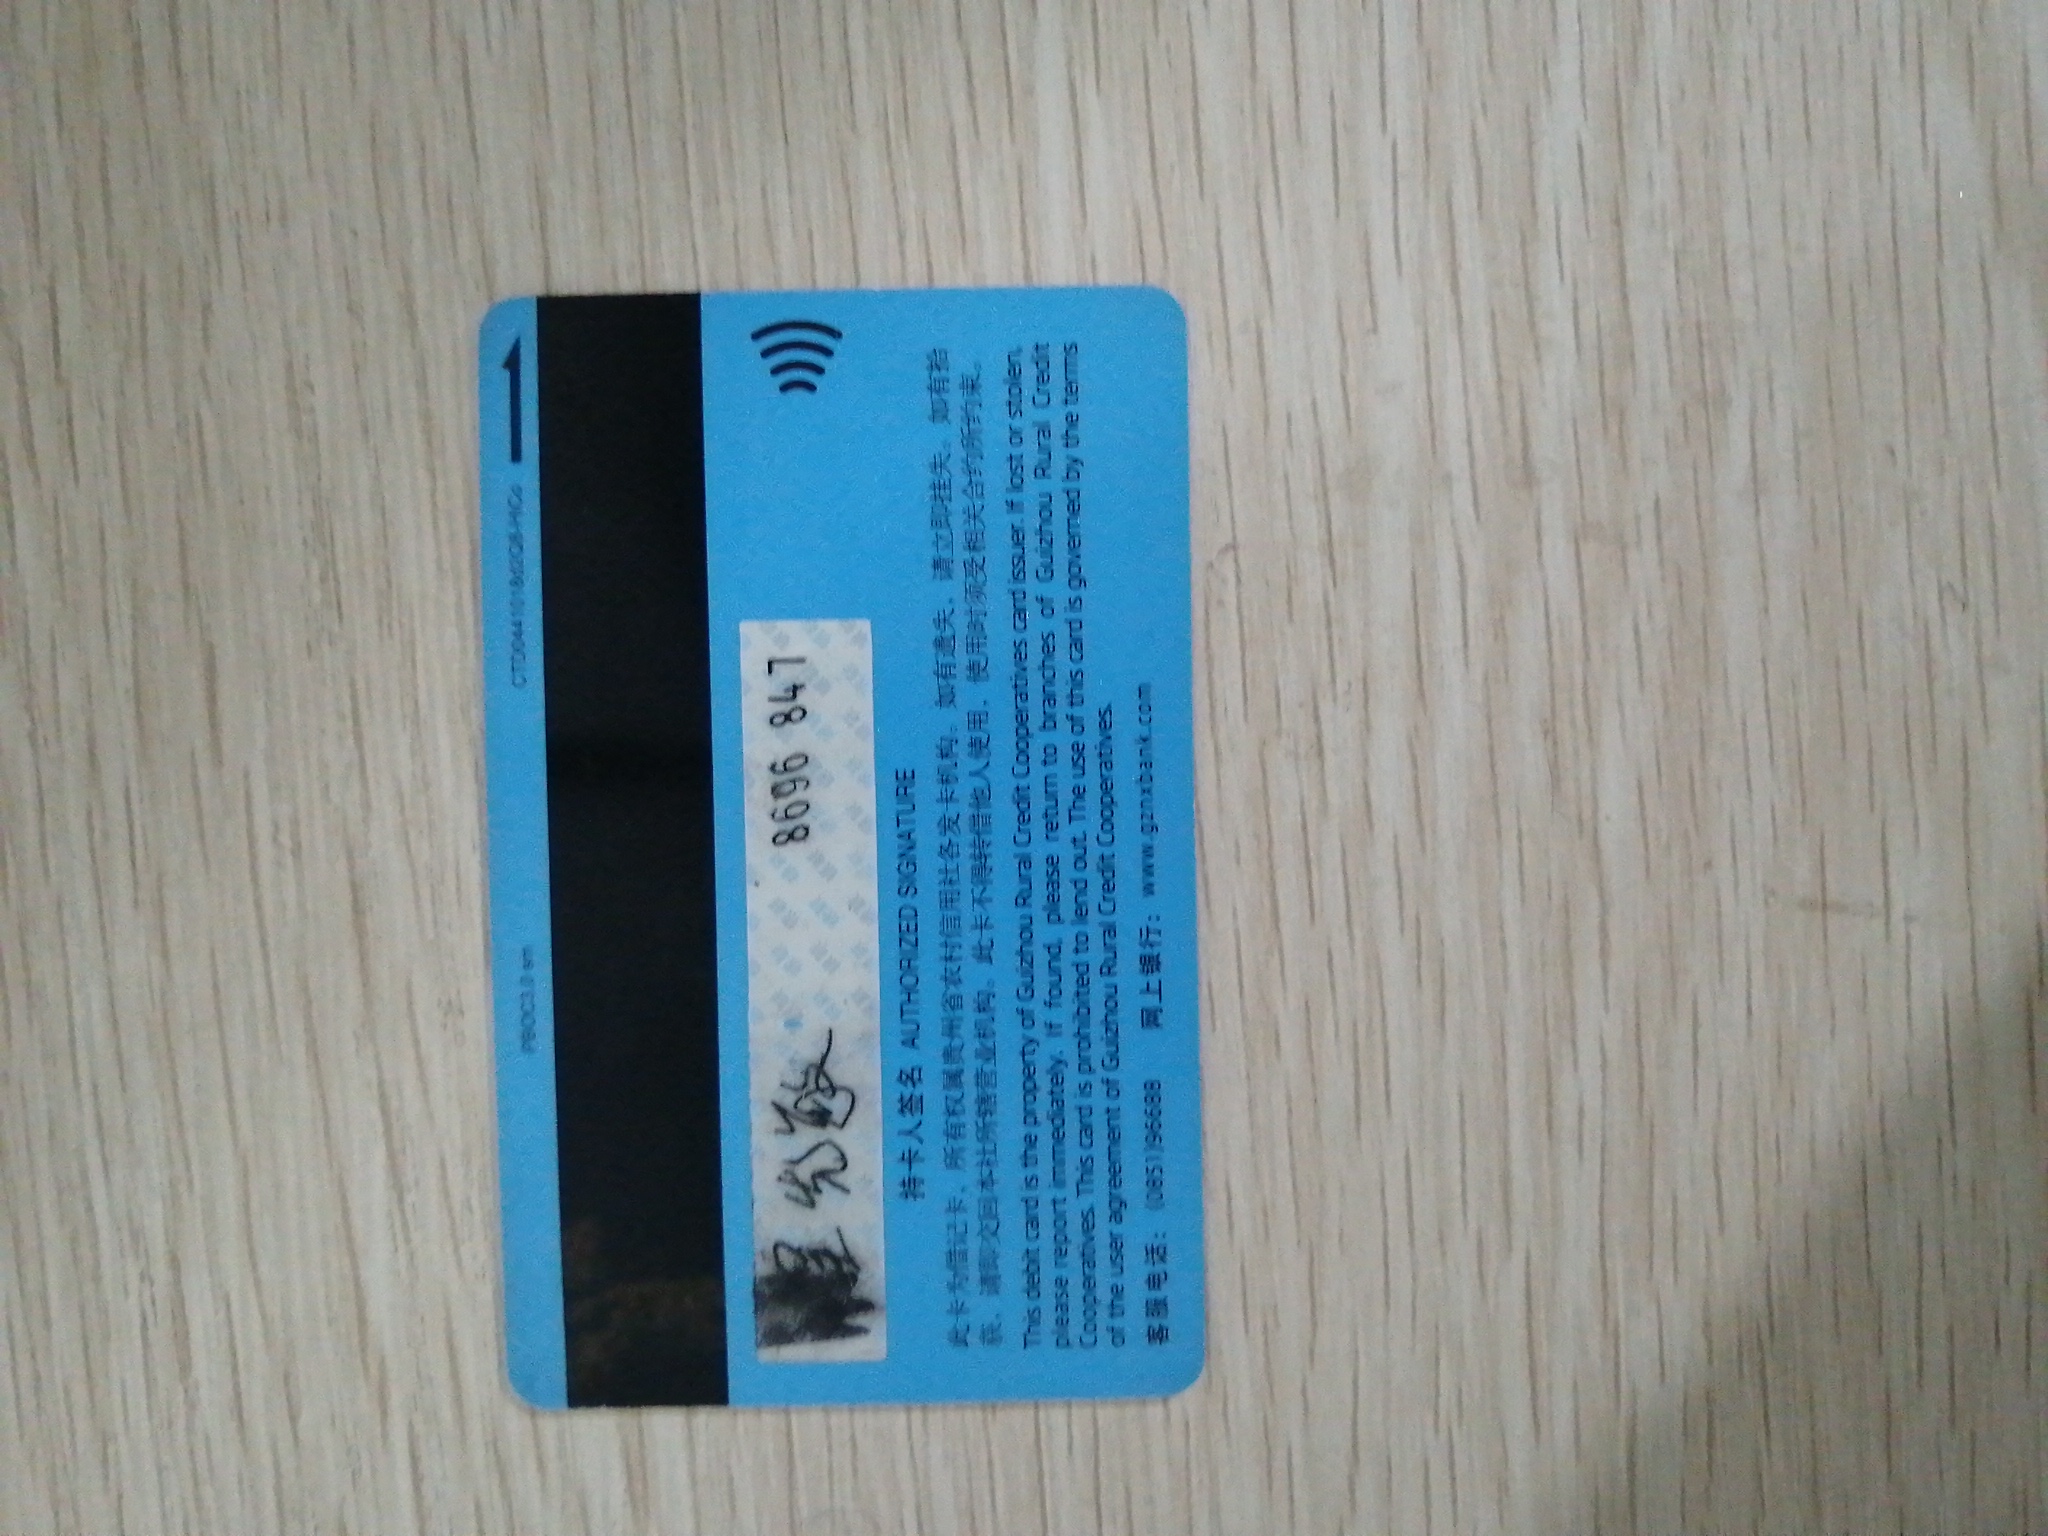 8696 847
持卡人签名 AUTHORIZED SIGNATURE
此卡为借记卡，所有权属贵州省农村信用社各发卡机构。如有遗失，请立即挂失。如有拾
获，请即交回本社所辖营业机构。此卡不得转借他人使用，使用时须受相关合约所约束。
This debit card is the property of Guizhou Rural Credit Cooperatives card issuer. If lost or stolen,
please report immediately. If found, please return to branches of Guizhou Rural Credit
Cooperatives. This card is prohibited to lend out. The use of this card is governed by the terms
of the user agreement of Guizhou Rural Credit Cooperatives.
客服电话：(0851)96688 网上银行：www.gznxbank.com